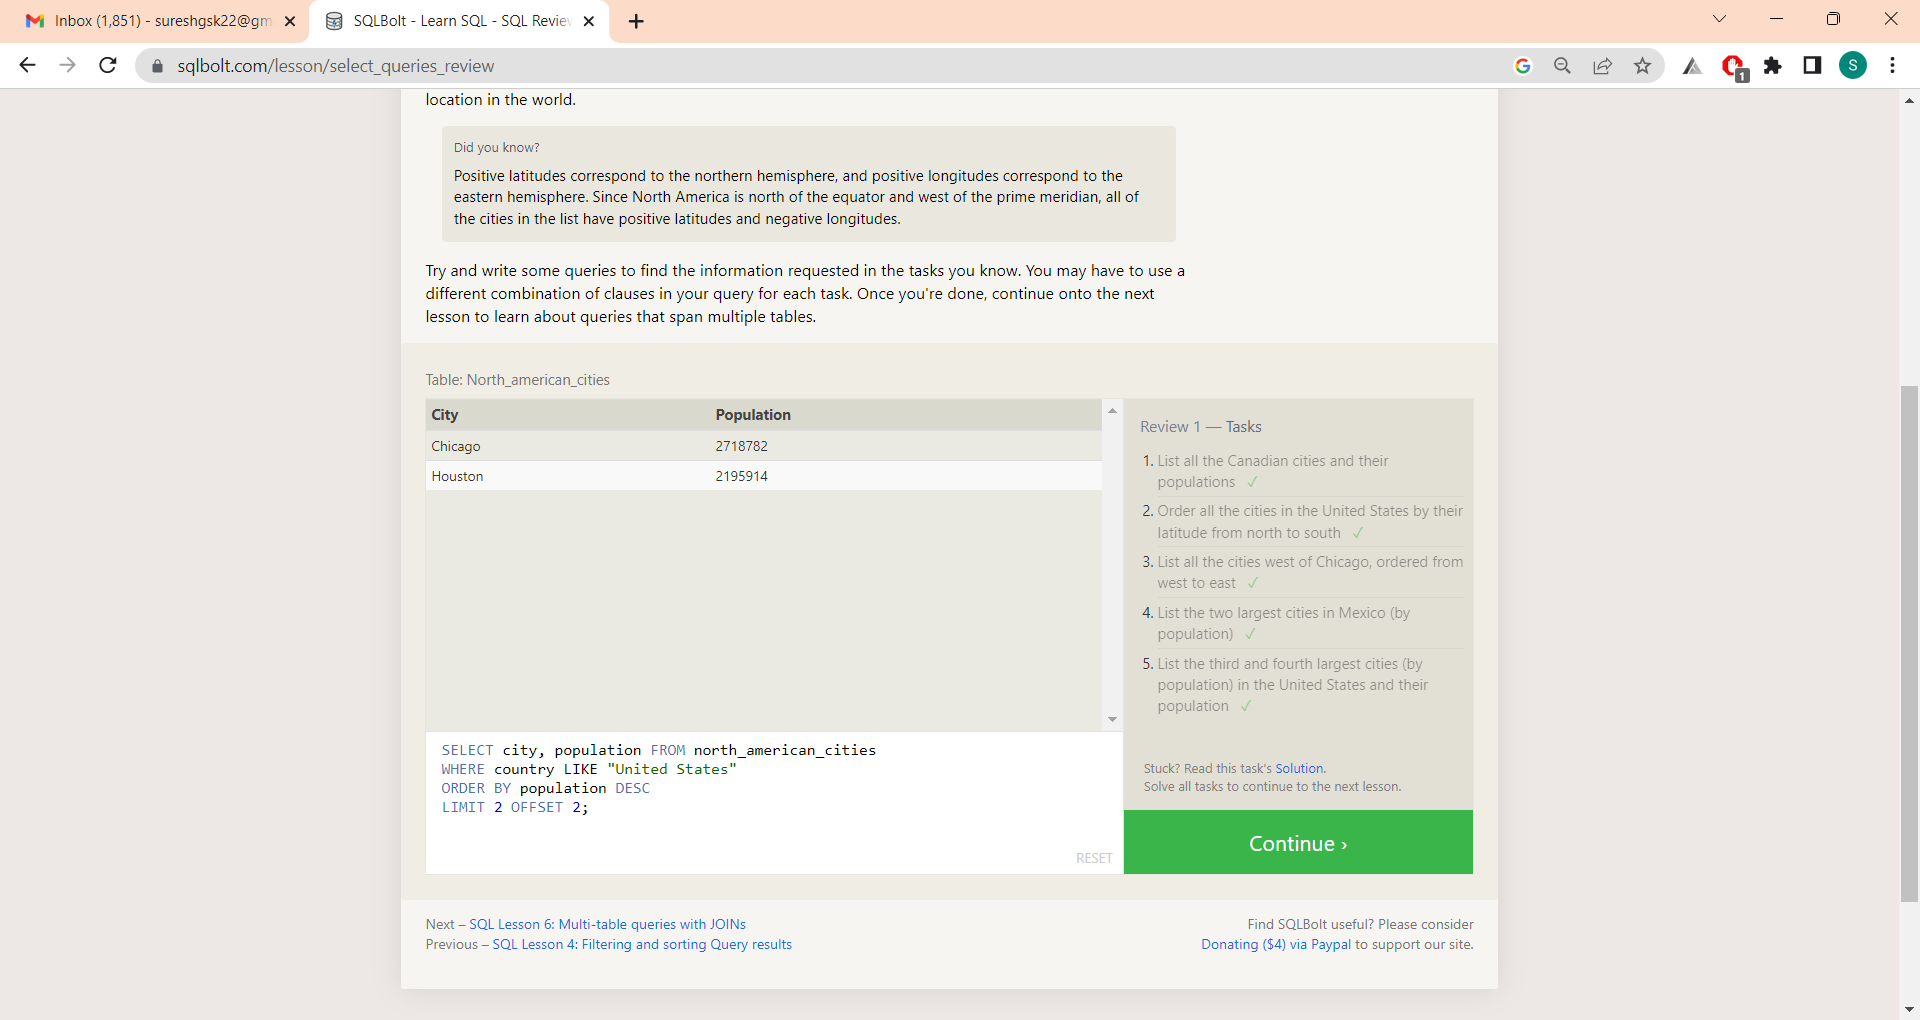 Inbox (1,851) - sureshgsk22@gm
SQLBolt - Learn SQL - SQL Review
sqlbolt.com/lesson/select_queries_review
1
S
location in the world.
Did you know?
Positive latitudes correspond to the northern hemisphere, and positive longitudes correspond to the
eastern hemisphere. Since North America is north of the equator and west of the prime meridian, all of
the cities in the list have positive latitudes and negative longitudes.
Try and write some queries to find the information requested in the tasks you know. You may have to use a
different combination of clauses in your query for each task. Once you're done, continue onto the next
lesson to learn about queries that span multiple tables.
Table: North_american_cities
City Population
Chicago 2718782
Houston 2195914
SELECT city, population FROM north_american_cities
WHERE country LIKE "United States"
ORDER BY population DESC
LIMIT 2 OFFSET 2;
RESET
Review 1 — Tasks
1. List all the Canadian cities and their
populations ✓
2. Order all the cities in the United States by their
latitude from north to south ✓
3. List all the cities west of Chicago, ordered from
west to east ✓
4. List the two largest cities in Mexico (by
population) ✓
5. List the third and fourth largest cities (by
population) in the United States and their
population ✓
Stuck? Read this task's Solution.
Solve all tasks to continue to the next lesson.
Continue ›
Next – SQL Lesson 6: Multi-table queries with JOINs
Previous – SQL Lesson 4: Filtering and sorting Query results
Find SQLBolt useful? Please consider
Donating ($4) via Paypal to support our site.